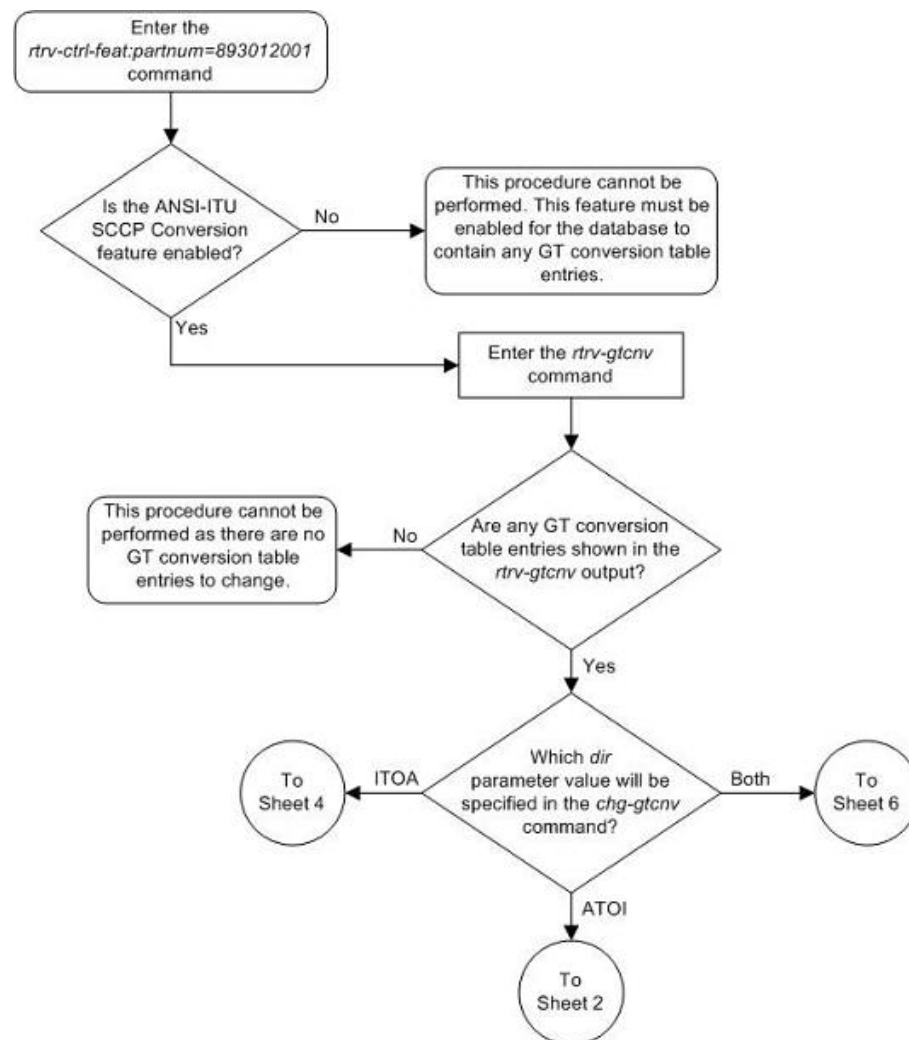 Enter the
rtrv-ctrl-feat:partnum=893012001
command
Is the ANSI-ITU
SCCP Conversion
feature enabled?
No
This procedure cannot be
performed. This feature must be
enabled for the database to
contain any GT conversion table
entries.
Yes
Enter the rtrv-gtcnv
command
Are any GT conversion
table entries shown in the
rtrv-gtcnv output?
No
This procedure cannot be
performed as there are no
GT conversion table
entries to change.
Yes
Which dir
parameter value will be
specified in the chg-gtcnv
command?
ITOA
To
Sheet 4
Both
To
Sheet 6
ATOI
To
Sheet 2